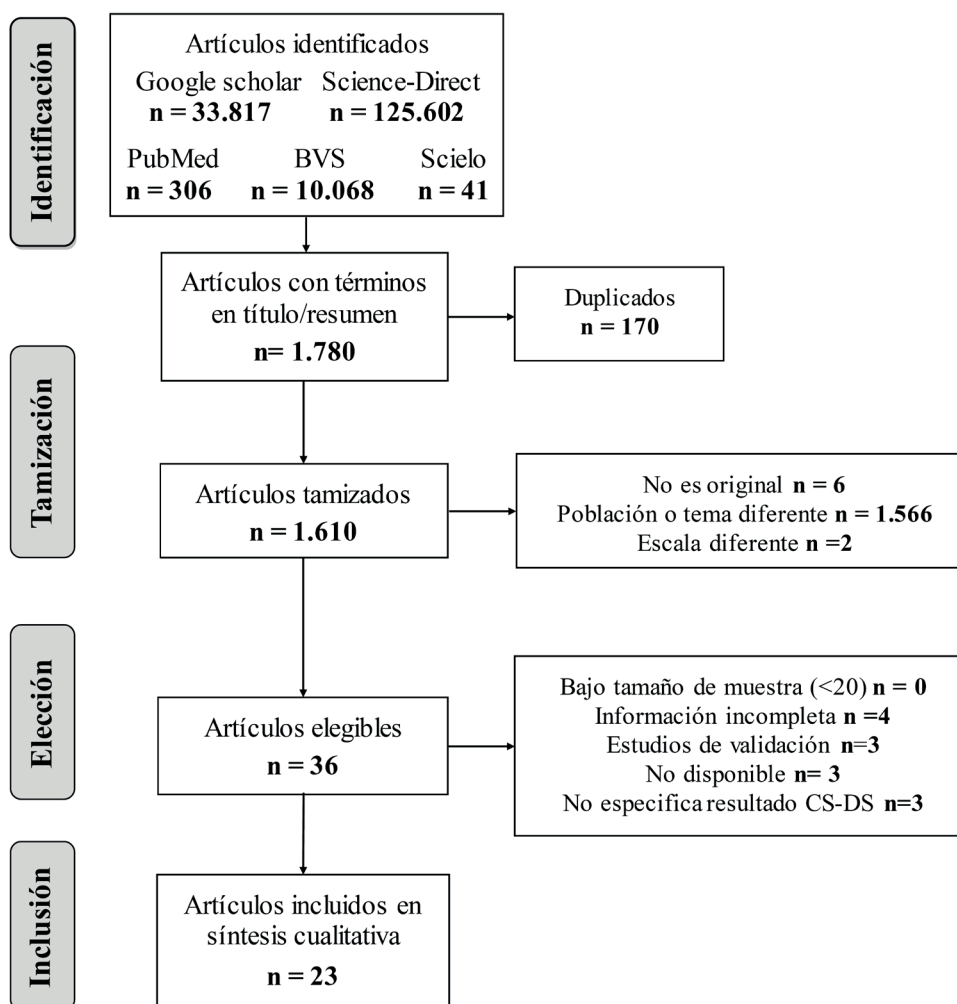 Identificación
Artículos identificados
Google scholar Science-Direct
n = 33.817 n = 125.602
PubMed BVS Scielo
n = 306 n = 10.068 n = 41
Artículos con términos
en título/resumen
n= 1.780
Duplicados
n = 170
Tamización
Artículos tamizados
n = 1.610
No es original n = 6
Población o tema diferente n = 1.566
Escala diferente n =2
Elección
Artículos elegibles
n = 36
Bajo tamaño de muestra (<20) n = 0
Información incompleta n =4
Estudios de validación n=3
No disponible n= 3
No especifica resultado CS-DS n=3
Inclusión
Artículos incluidos en
síntesis cualitativa
n = 23